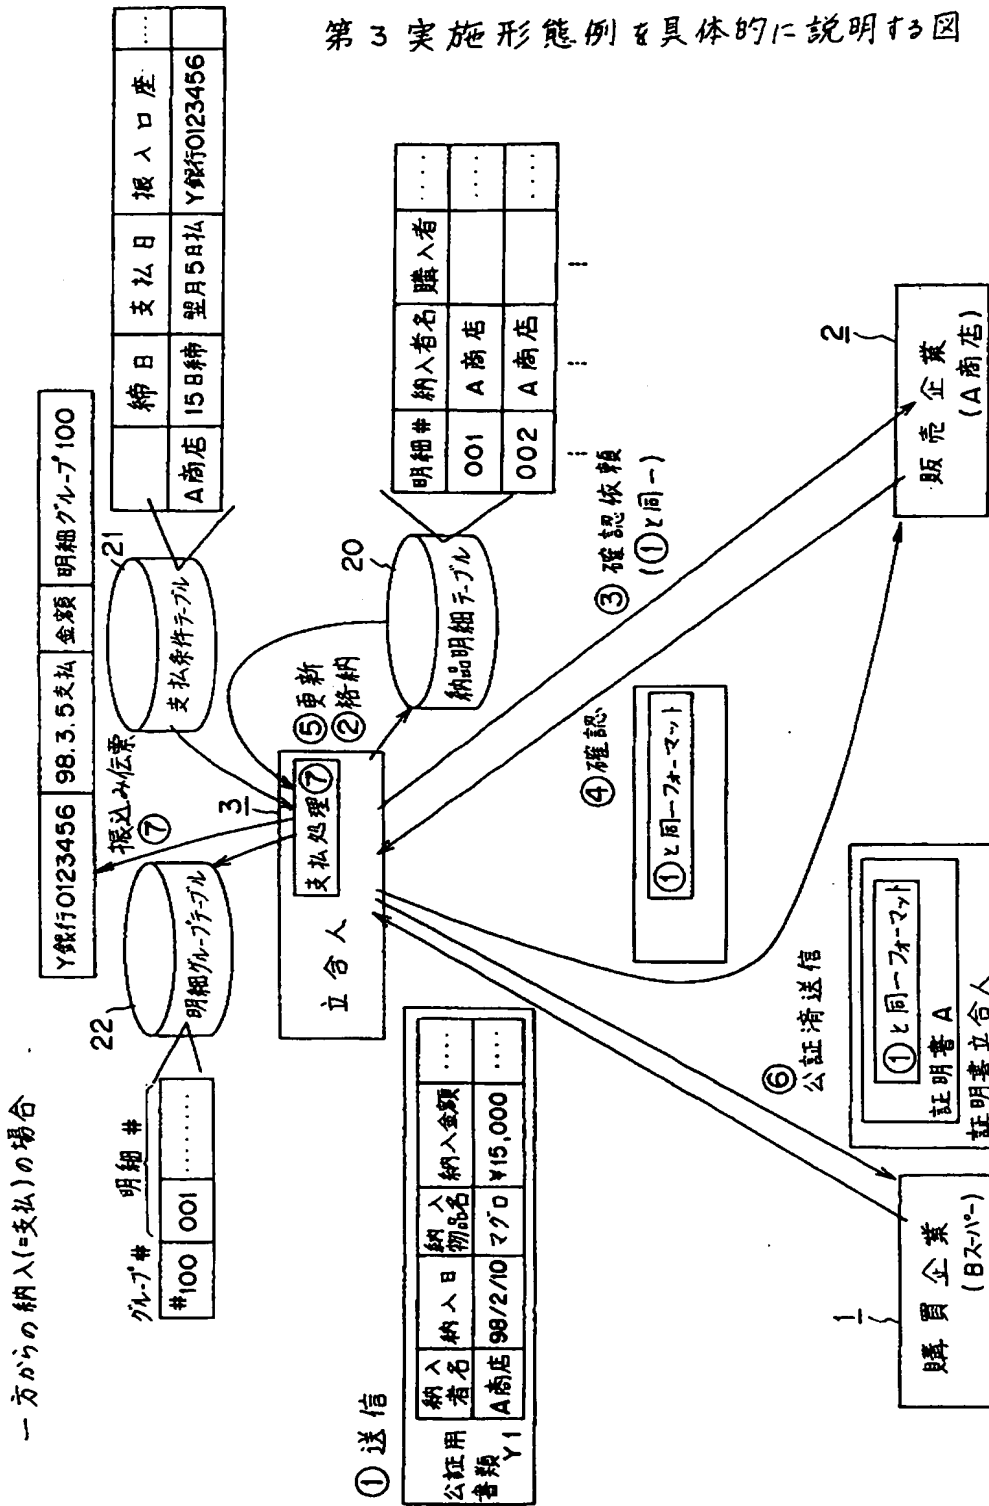 第3実施形態例を具体的に説明する図
一方からの納入(=支払)の場合
Y銀行0123456 98.3.5支払 金額 明細グループ100
振込み伝票
⑦
締日 支払日 振入口座 ‥‥
A商店 15日締 翌月5日払 Y銀行0123456
21
支払条件テーブル
22
明細グループテーブル
グループ# 明細#
#100 001 ‥‥‥‥
3
立合人
支払処理⑦
⑤更新
②格納
20
納品明細テーブル
明細# 納入者名 購入者 ‥‥
001 A商店 ‥‥
002 A商店 ‥‥
①送信
公証用
書類
Y1
納入者名 納入日 納入物品名 納入金額 ‥‥
A商店 98/2/10 マグロ ¥15,000 ‥‥
③確認依頼
(①と同一)
④確認
①と同一フォーマット
⑥
公証済送信
①と同一フォーマット
証明書A
証明書立合人
1
購買企業
(Bスーパー)
2
販売企業
(A商店)